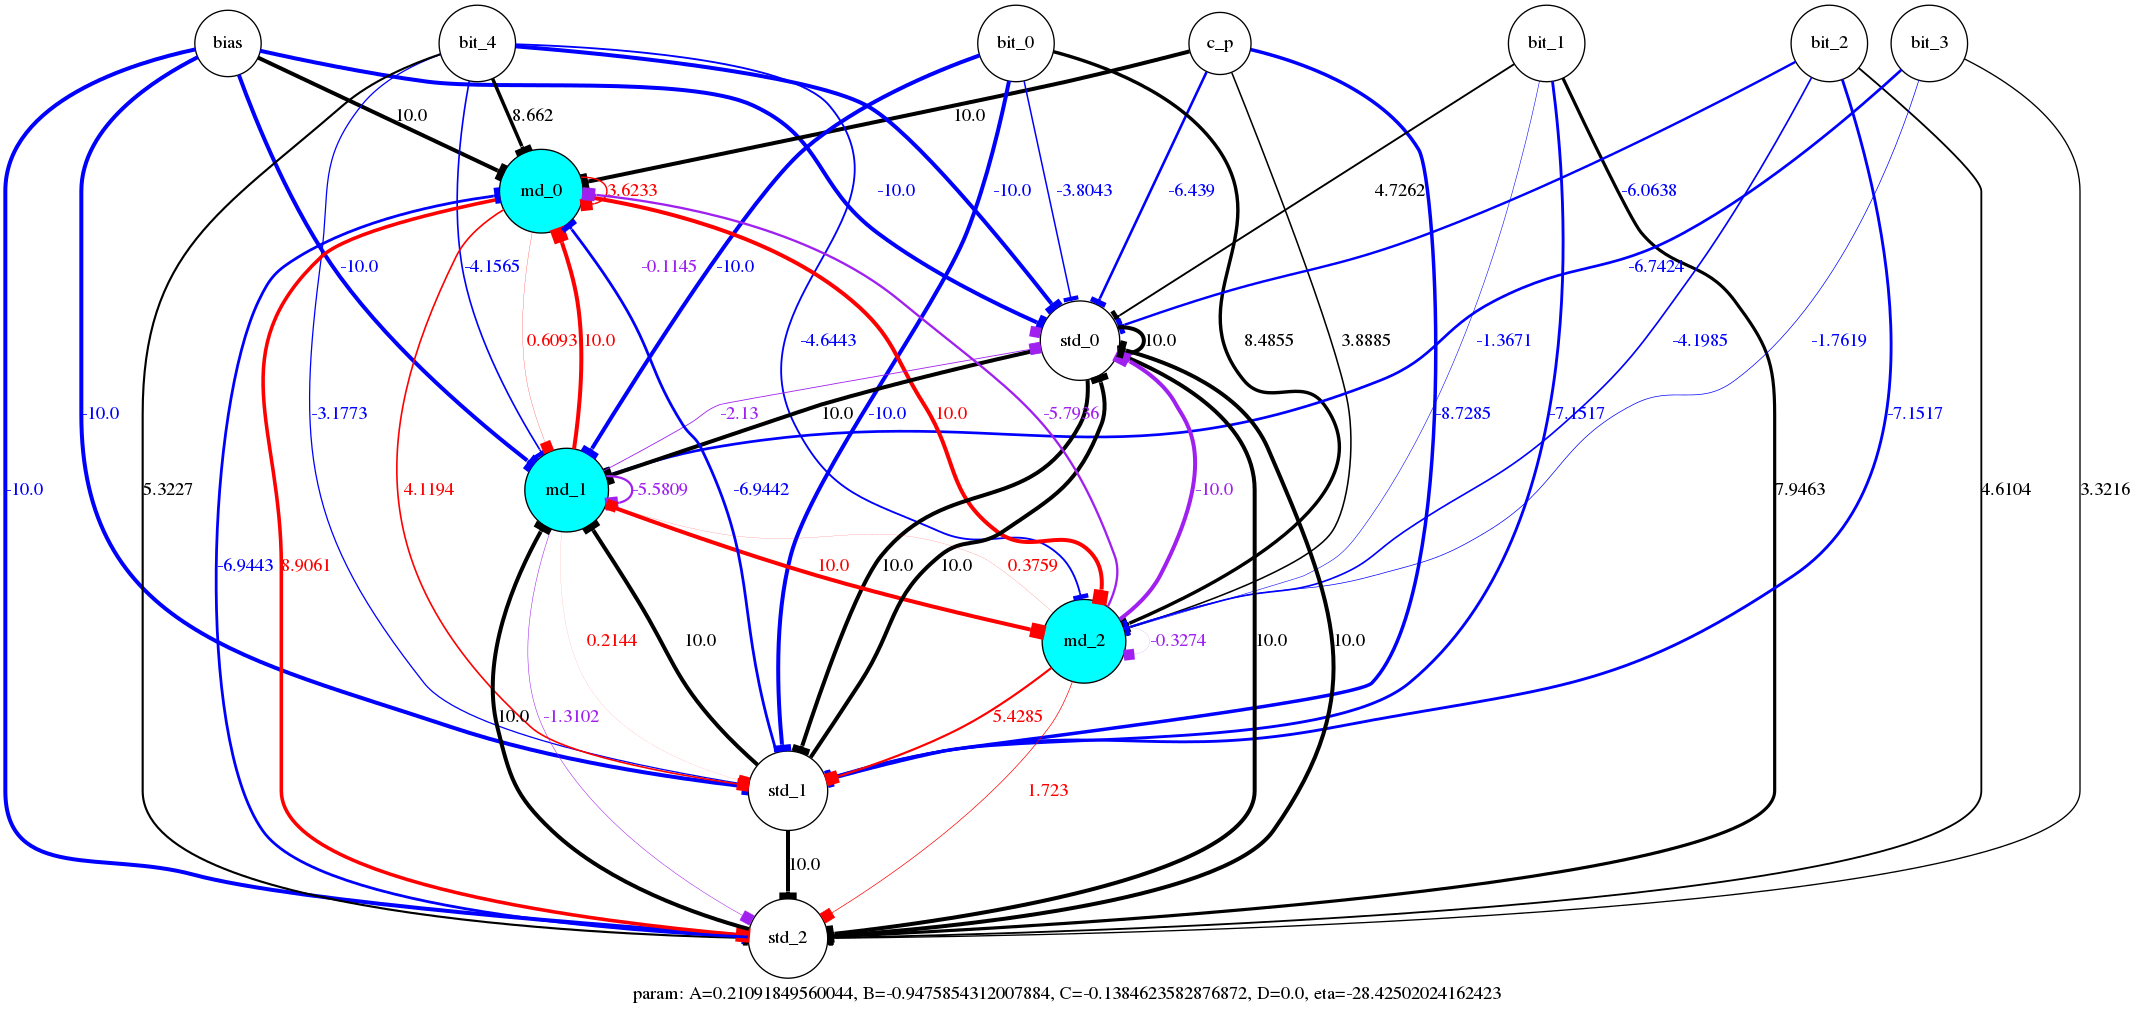 bias bit_4 bit_0 c_p bit_1 bit_2 bit_3
10.0 8.662 10.0
md_0 3.6233 -10.0 -10.0 -3.8043 -6.439 4.7262 -6.0638
-10.0 -4.1565 -0.1145 -10.0 -6.7424
0.6093 10.0 -4.6443 std_0 10.0 8.4855 3.8885 -1.3671 -4.1985 -1.7619
-10.0 -3.1773 -2.13 10.0 -10.0 10.0 -5.7936 -8.7285 -7.1517 -7.1517
-10.0 5.3227 4.1194 md_1 -5.5809 -6.9442 -10.0 7.9463 4.6104 3.3216
-6.9443 8.9061 10.0 10.0 10.0 0.3759
0.2144 10.0 md_2 -0.3274 10.0 10.0
10.0 -1.3102 5.4285
std_1 1.723
10.0
std_2
param: A=0.21091849560044, B=-0.9475854312007884, C=-0.1384623582876872, D=0.0, eta=-28.42502024162423